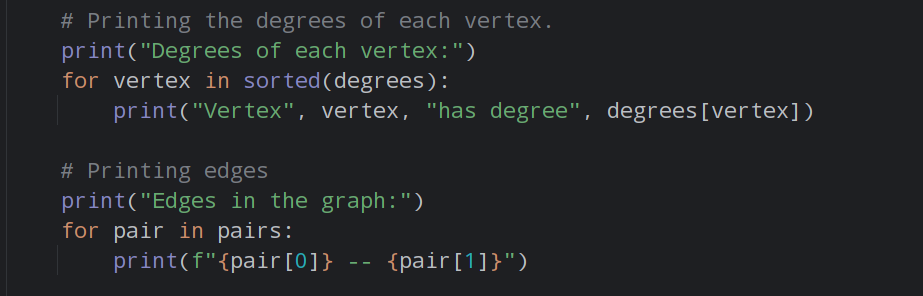 # Printing the degrees of each vertex.
print("Degrees of each vertex:")
for vertex in sorted(degrees):
    print("Vertex", vertex, "has degree", degrees[vertex])

# Printing edges
print("Edges in the graph:")
for pair in pairs:
    print(f"{pair[0]} -- {pair[1]}")